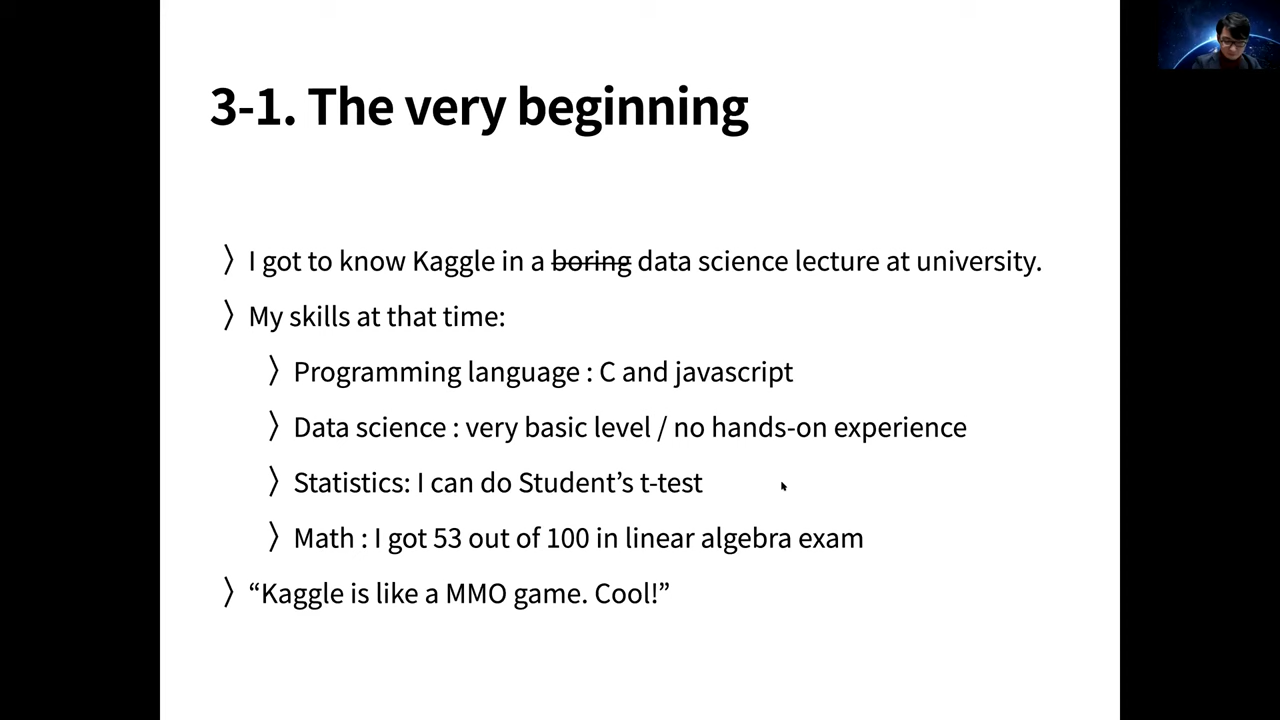 3-1. The very beginning
〉I got to know Kaggle in a boring data science lecture at university.
〉My skills at that time:
〉Programming language : C and javascript
〉Data science : very basic level / no hands-on experience
〉Statistics: I can do Student’s t-test
〉Math : I got 53 out of 100 in linear algebra exam
〉“Kaggle is like a MMO game. Cool!”